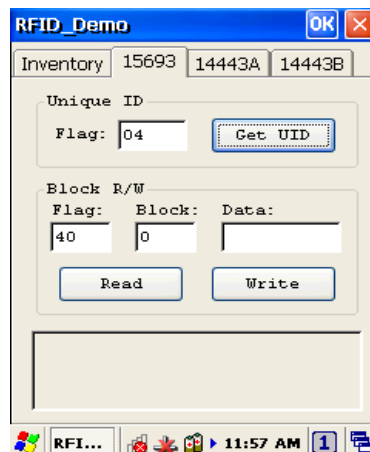 RFID_Demo OK
Inventory 15693 14443A 14443B
Unique ID
Flag: 04 Get UID
Block R/W
Flag: Block: Data:
40 0
Read Write
RFI... 11:57 AM 1